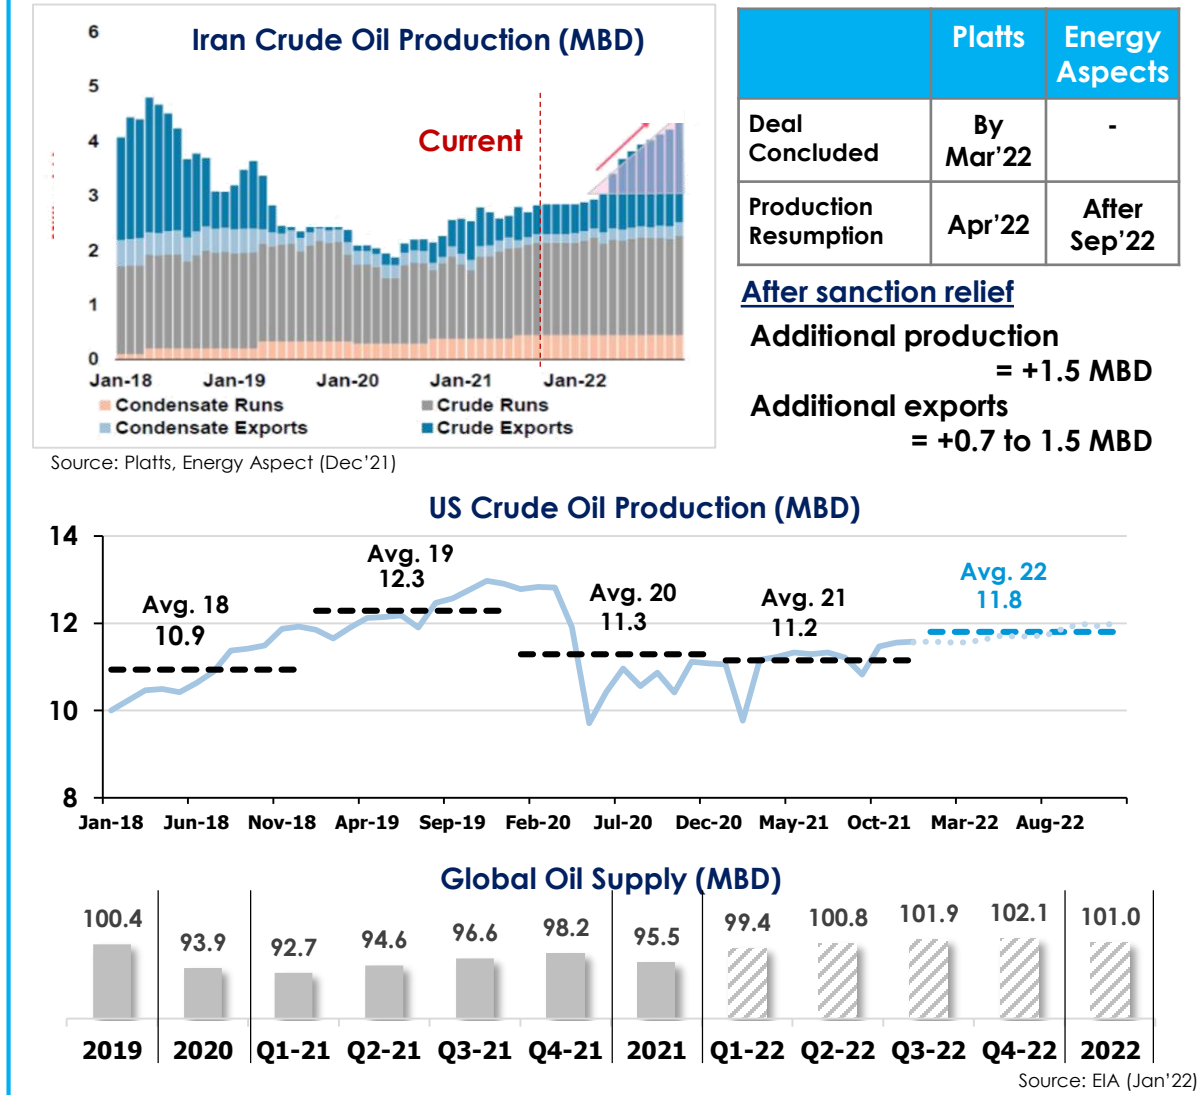 Iran Crude Oil Production (MBD)
6
5
4
3
2
1
0
Current
Jan-18 Jan-19 Jan-20 Jan-21 Jan-22
Condensate Runs Crude Runs
Condensate Exports Crude Exports
Source: Platts, Energy Aspect (Dec'21)
Platts Energy
Aspects
Deal
Concluded
By
Mar'22
-
Production
Resumption
Apr'22
After
Sep'22
After sanction relief
Additional production
= +1.5 MBD
Additional exports
= +0.7 to 1.5 MBD
US Crude Oil Production (MBD)
14
12
10
8
Avg. 18
10.9
Avg. 19
12.3
Avg. 20
11.3
Avg. 21
11.2
Avg. 22
11.8
Jan-18 Jun-18 Nov-18 Apr-19 Sep-19 Feb-20 Jul-20 Dec-20 May-21 Oct-21 Mar-22 Aug-22
Global Oil Supply (MBD)
100.4 93.9 92.7 94.6 96.6 98.2 95.5 99.4 100.8 101.9 102.1 101.0
2019 2020 Q1-21 Q2-21 Q3-21 Q4-21 2021 Q1-22 Q2-22 Q3-22 Q4-22 2022
Source: EIA (Jan'22)